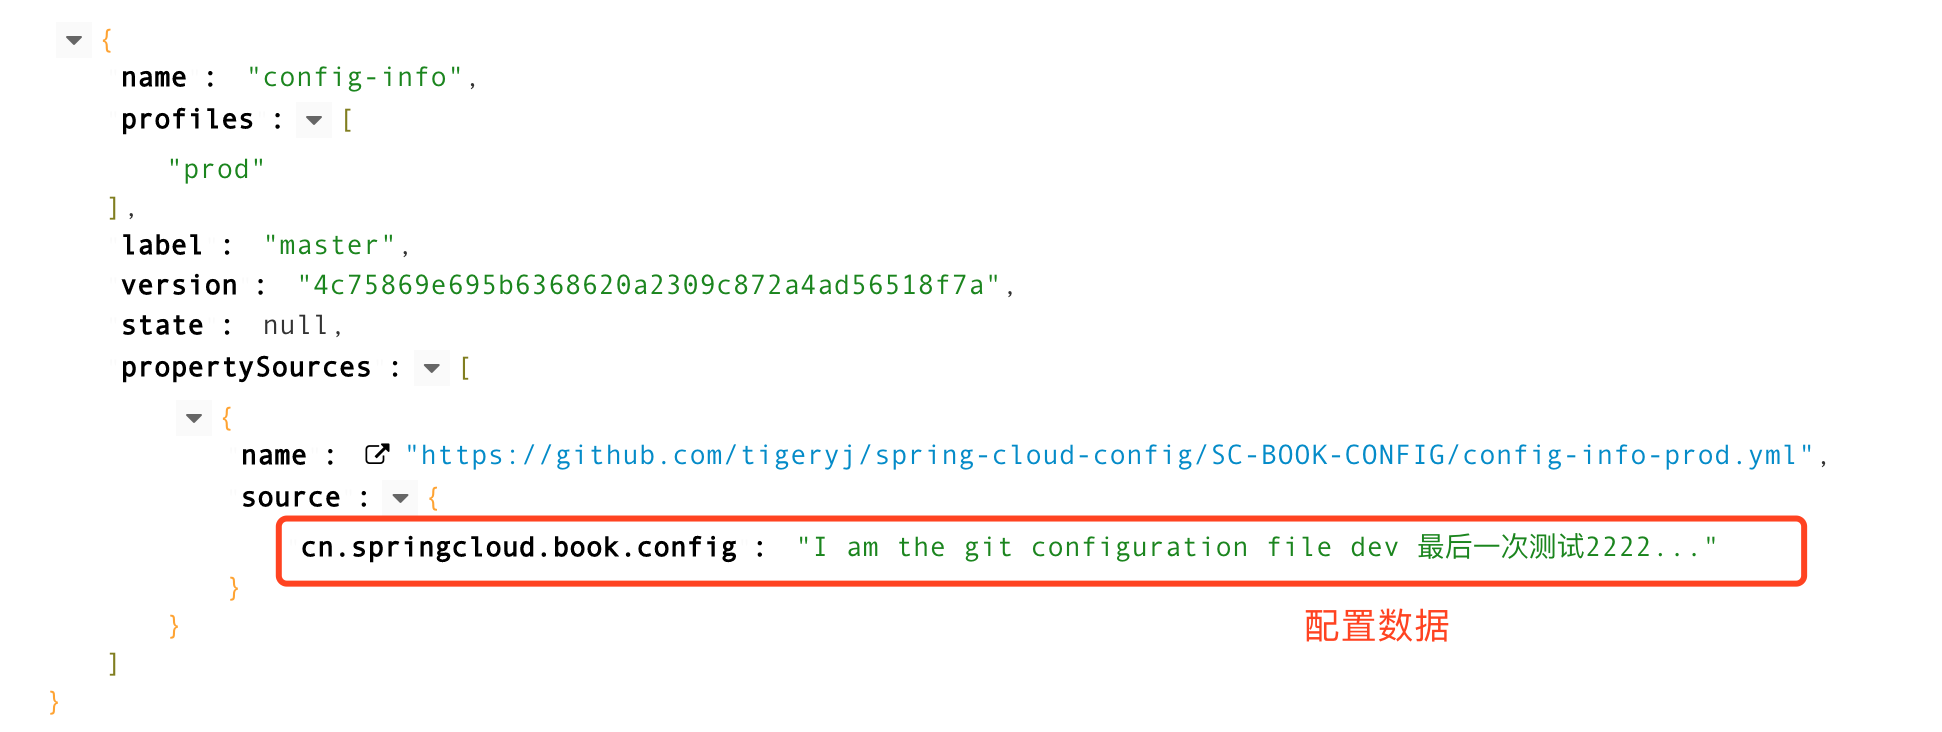 {
name : "config-info",
profiles : [
"prod"
],
label : "master",
version : "4c75869e695b6368620a2309c872a4ad56518f7a",
state : null,
propertySources : [
{
name : "https://github.com/tigeryj/spring-cloud-config/SC-BOOK-CONFIG/config-info-prod.yml",
source : {
cn.springcloud.book.config : "I am the git configuration file dev 最后一次测试2222..."
}
配置数据
}
]
}